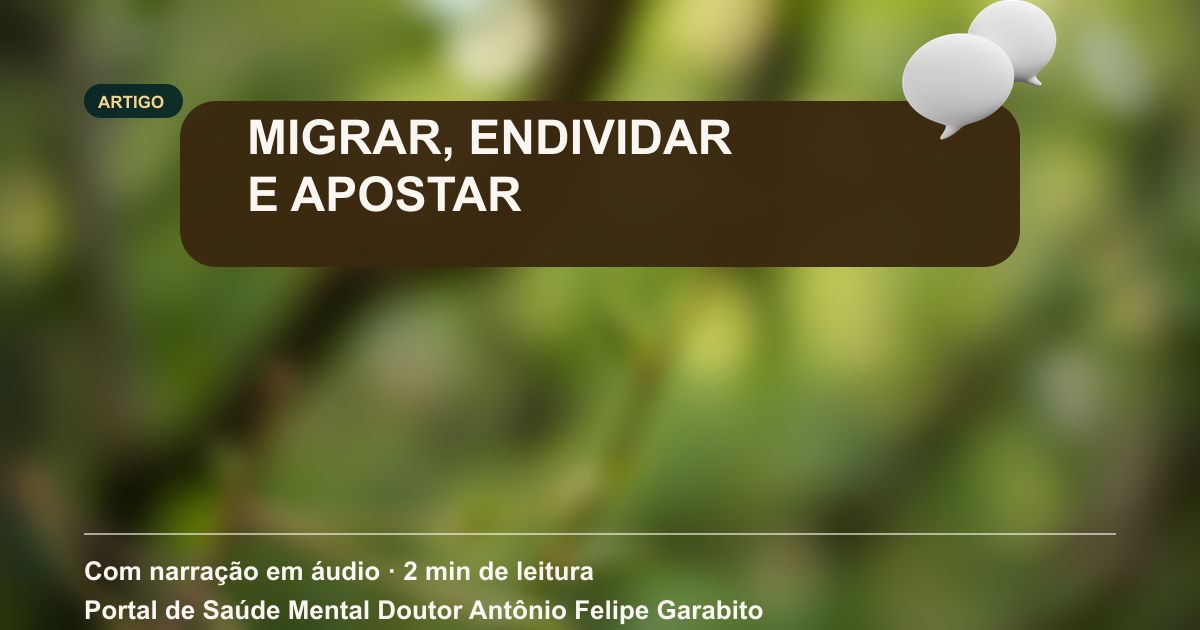 ARTIGO
MIGRAR, ENDIVIDAR
E APOSTAR
Com narração em áudio · 2 min de leitura
Portal de Saúde Mental Doutor Antônio Felipe Garabito